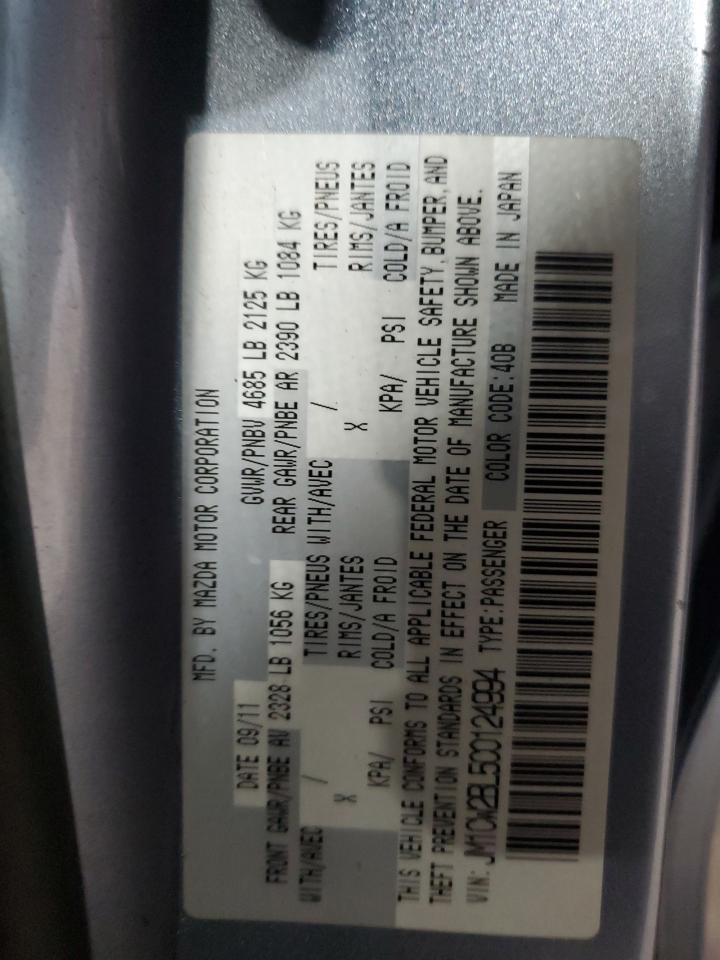 MFD. BY MAZDA MOTOR CORPORATION
DATE 09/11 GVWR/PNBV 4685 LB 2125 KG
FRONT GAWR/PNBE AV 2328 LB 1056 KG REAR GAWR/PNBE AR 2390 LB 1084 KG
WITH/AVEC / TIRES/PNEUS WITH/AVEC / TIRES/PNEUS
X RIMS/JANTES X RIMS/JANTES
KPA/ PSI COLD/A FROID KPA/ PSI COLD/A FROID
THIS VEHICLE CONFORMS TO ALL APPLICABLE FEDERAL MOTOR VEHICLE SAFETY, BUMPER, AND
THEFT PREVENTION STANDARDS IN EFFECT ON THE DATE OF MANUFACTURE SHOWN ABOVE.
VIN: JM1CW2BL5C0124994 TYPE:PASSENGER COLOR CODE:40B MADE IN JAPAN